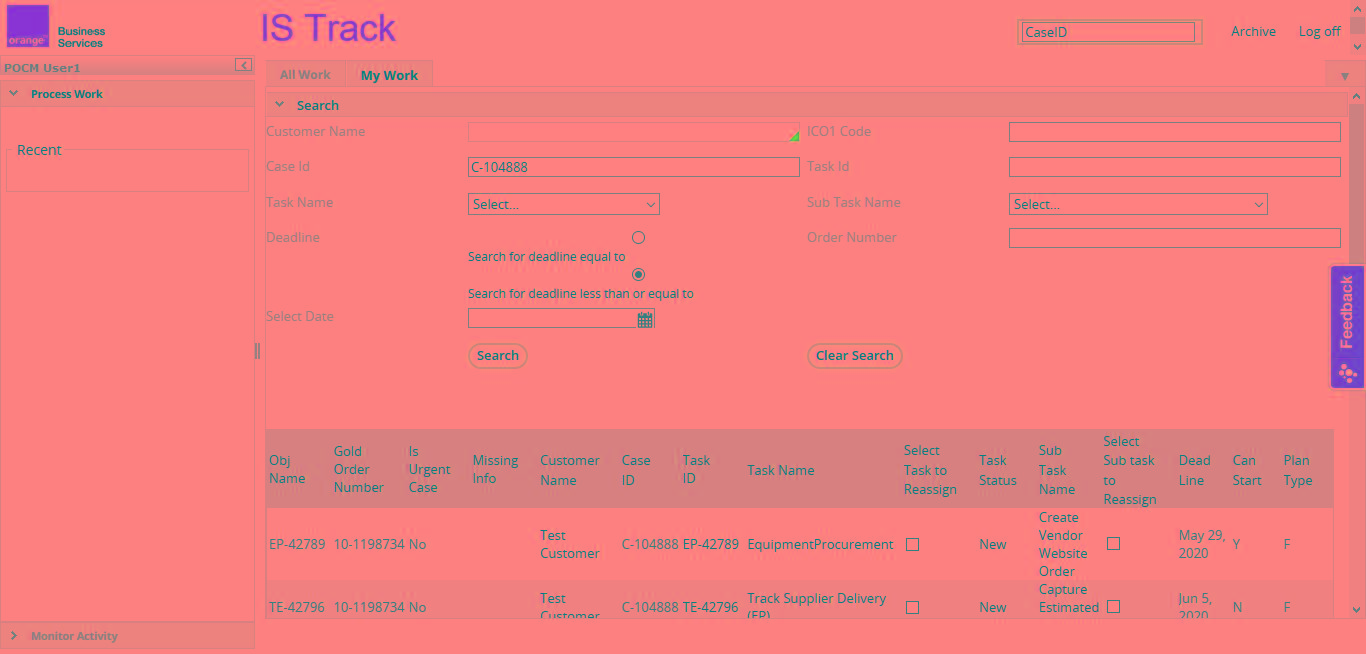 orange™
Business
Services
IS Track
CaseID
Archive
Log off
POCM User1
Process Work
Recent
Monitor Activity
All Work
My Work
Search
Customer Name
ICO1 Code
Case Id
C-104888
Task Id
Task Name
Select...
Sub Task Name
Select...
Deadline
Order Number
Search for deadline equal to
Search for deadline less than or equal to
Select Date
Search
Clear Search
Feedback
Obj Name
Gold Order Number
Is Urgent Case
Missing Info
Customer Name
Case ID
Task ID
Task Name
Select Task to Reassign
Task Status
Sub Task Name
Select Sub task to Reassign
Dead Line
Can Start
Plan Type
EP-42789 10-1198734 No Test Customer C-104888 EP-42789 EquipmentProcurement New Create Vendor Website Order May 29, 2020 Y F
TE-42796 10-1198734 No Test Customer C-104888 TE-42796 Track Supplier Delivery (EP) New Capture Estimated Jun 5, 2020 N F